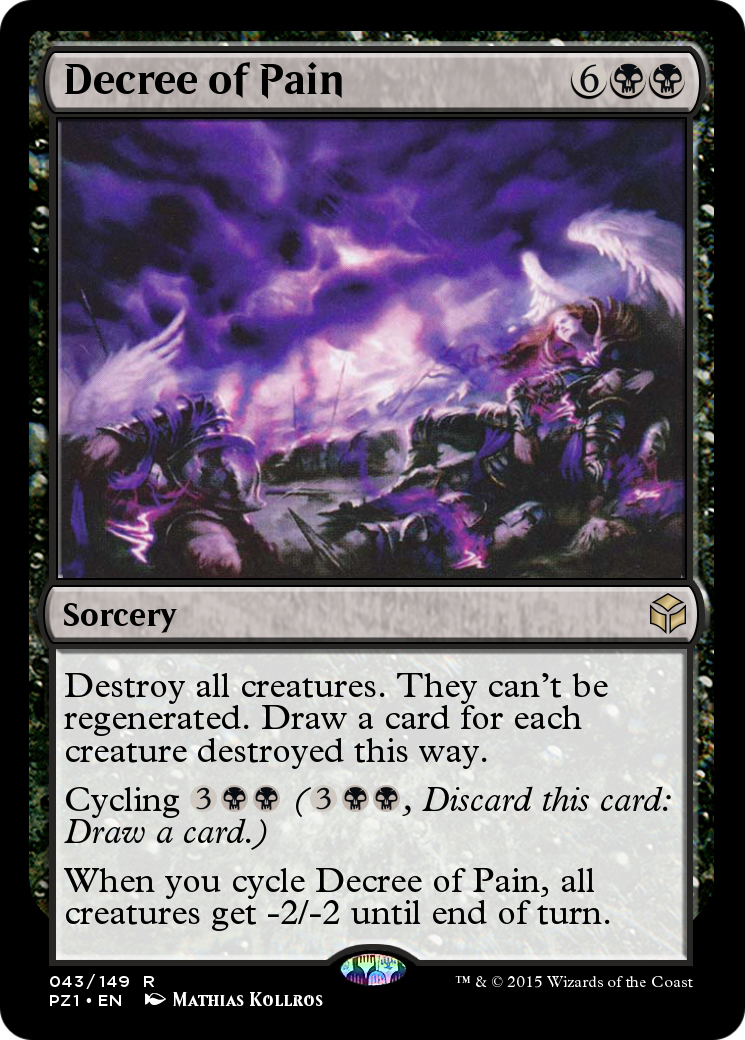 Decree of Pain 6
Sorcery
Destroy all creatures. They can't be
regenerated. Draw a card for each
creature destroyed this way.
Cycling 3 (3, Discard this card:
Draw a card.)
When you cycle Decree of Pain, all
creatures get -2/-2 until end of turn.
043/149 R
PZ1 • EN Mathias Kollros
™ & © 2015 Wizards of the Coast